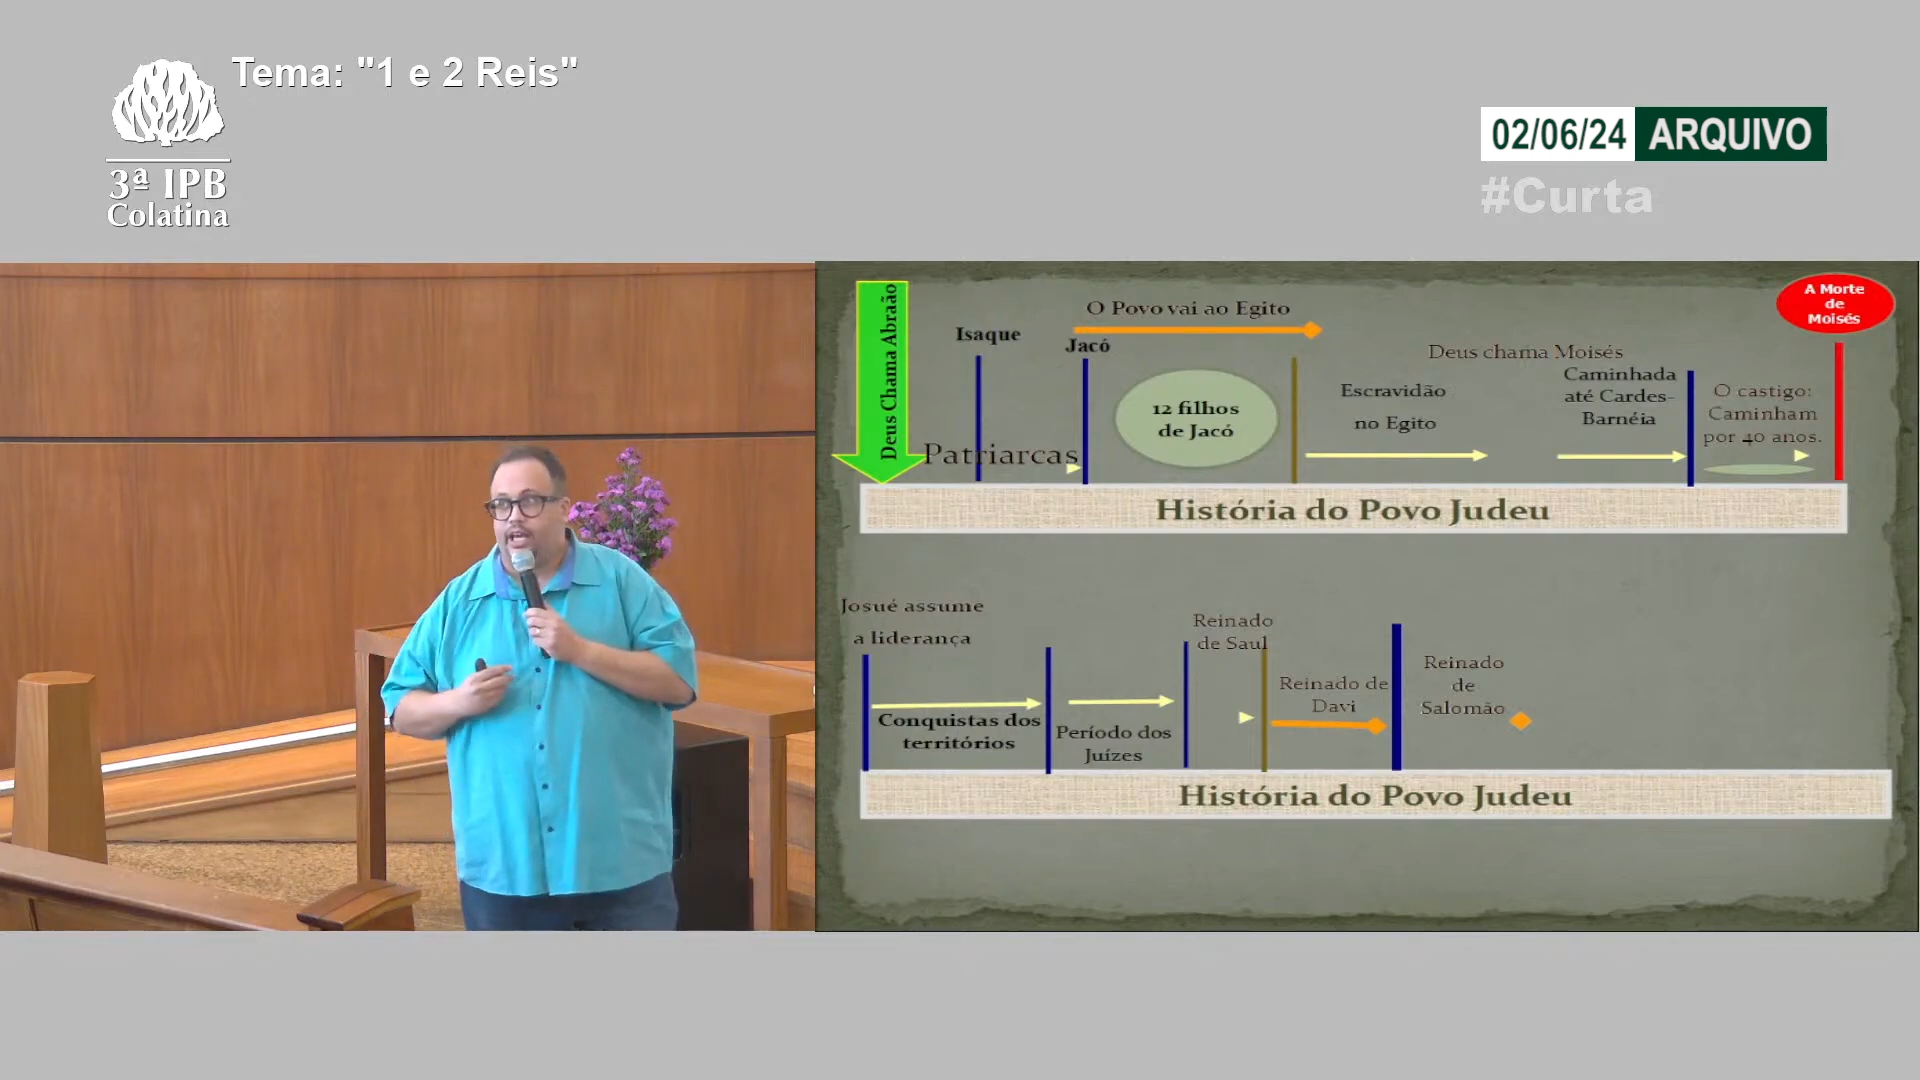 Tema: "1 e 2 Reis"
3ª IPB
Colatina
02/06/24 ARQUIVO
#Curta
Deus Chama Abraão
Isaque
O Povo vai ao Egito
Jacó
Patriarcas
12 filhos
de Jacó
Escravidão
no Egito
Deus chama Moisés
Caminhada
até Cardes-
Barnéia
O castigo:
Caminham
por 40 anos.
A Morte
de
Moisés
História do Povo Judeu
Josué assume
a liderança
Conquistas dos
territórios
Período dos
Juízes
Reinado
de Saul
Reinado de
Davi
Reinado
de
Salomão
História do Povo Judeu